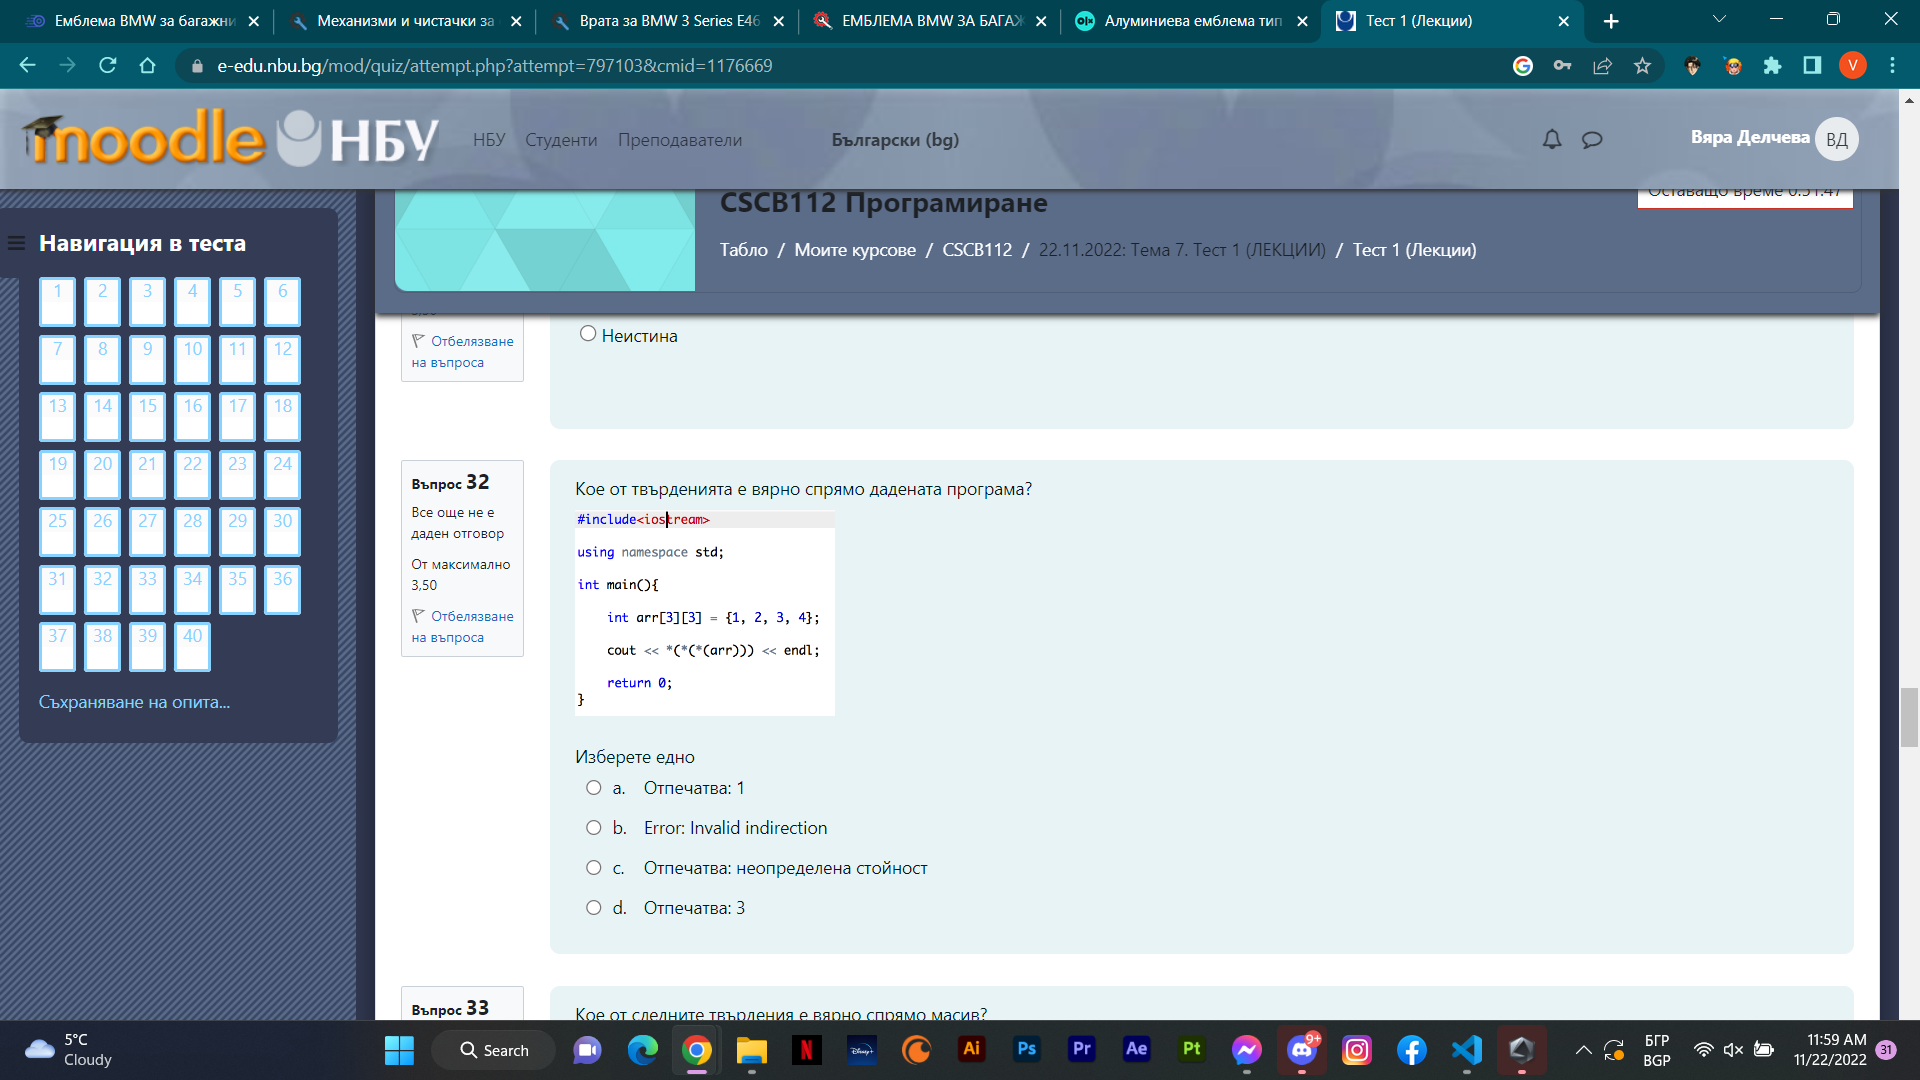 Емблема BMW за багажни
Механизми и чистачки за
Врата за BMW 3 Series E46
ЕМБЛЕМА BMW ЗА БАГАЖ
Алуминиева емблема тип
Тест 1 (Лекции)
e-edu.nbu.bg/mod/quiz/attempt.php?attempt=797103&cmid=1176669
V
moodle НБУ
НБУ
Студенти
Преподаватели
Български (bg)
Вяра Делчева
ВД
CSCB112 Програмиране
Оставащо време 0:51:47
Табло / Моите курсове / CSCB112 / 22.11.2022: Тема 7. Тест 1 (ЛЕКЦИИ) / Тест 1 (Лекции)
Навигация в теста
1 2 3 4 5 6
7 8 9 10 11 12
13 14 15 16 17 18
19 20 21 22 23 24
25 26 27 28 29 30
31 32 33 34 35 36
37 38 39 40
Съхраняване на опита...
Отбелязване
на въпроса
Неистина
Въпрос 32
Все още не е
даден отговор
От максимално
3,50
Отбелязване
на въпроса
Кое от твърденията е вярно спрямо дадената програма?
#include<iostream>
using namespace std;
int main(){
int arr[3][3] = {1, 2, 3, 4};
cout << *(*(*(arr))) << endl;
return 0;
}
Изберете едно
a. Отпечатва: 1
b. Error: Invalid indirection
c. Отпечатва: неопределена стойност
d. Отпечатва: 3
Въпрос 33
Кое от следните твърдения е вярно спрямо масив?
5°C
Cloudy
Search
N
Disney+
Ai
Ps
Pr
Ae
Pt
9+
БГР
BGP
11:59 AM
11/22/2022
31